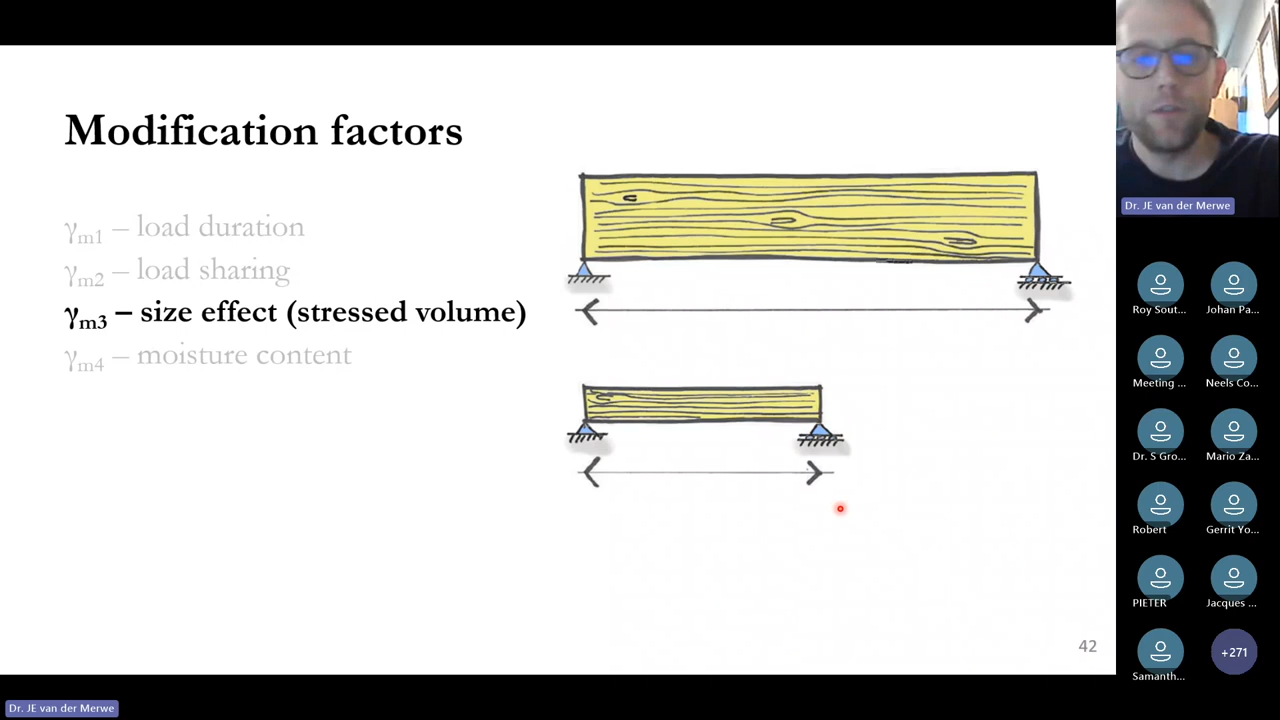 Modification factors
γm1 – load duration
γm2 – load sharing
γm3 – size effect (stressed volume)
γm4 – moisture content
42
Dr. JE van der Merwe
Roy Sout...
Johan Pa...
Meeting ...
Neels Co...
Dr. S Gro...
Mario Za...
Robert
Gerrit Yo...
PIETER
Jacques ...
Samanth...
+271
Dr. JE van der Merwe